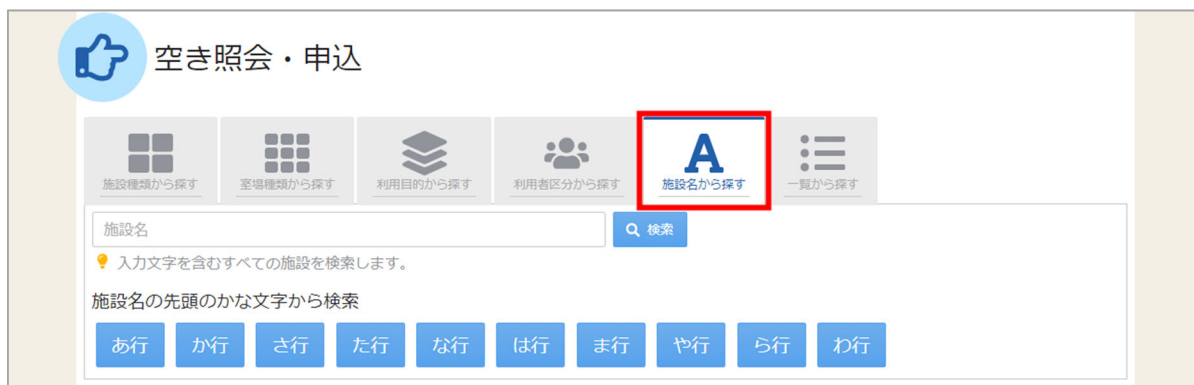 空き照会・申込
施設種類から探す 室場種類から探す 利用目的から探す 利用者区分から探す 施設名から探す 一覧から探す
施設名 検索
入力文字を含むすべての施設を検索します。
施設名の先頭のかな文字から検索
あ行 か行 さ行 た行 な行 は行 ま行 や行 ら行 わ行